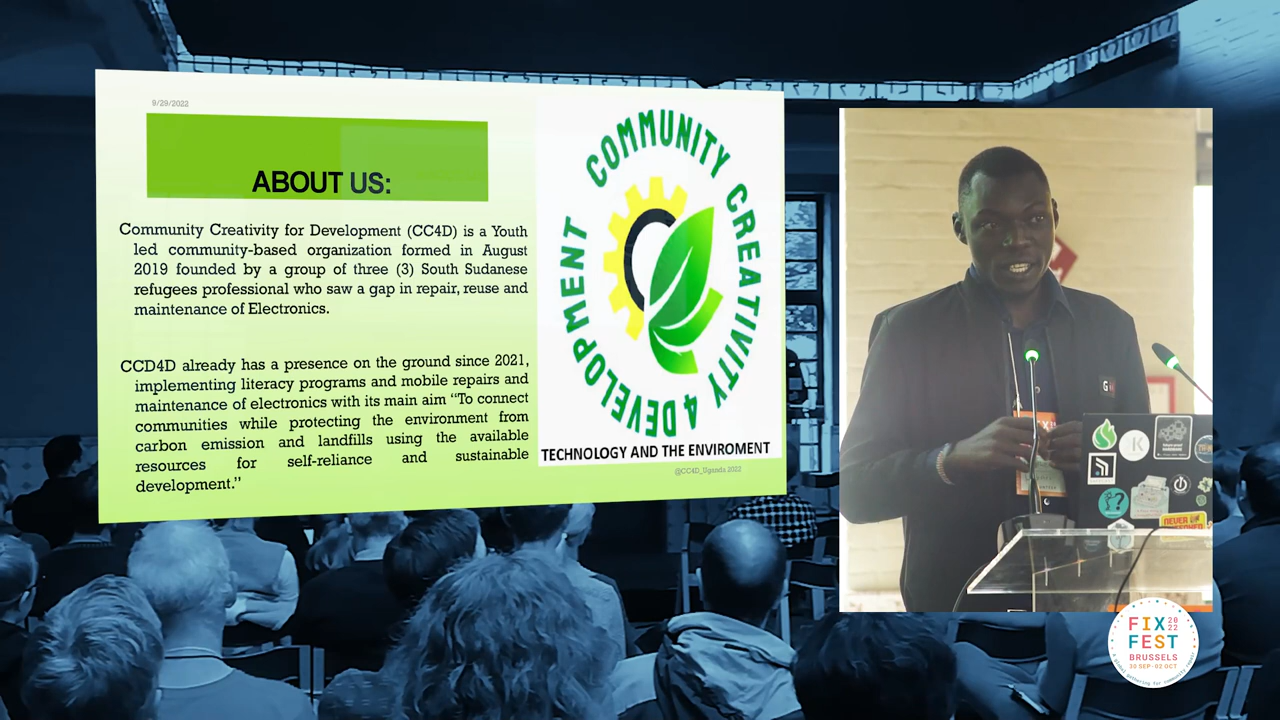 9/29/2022
ABOUT US:
Community Creativity for Development (CC4D) is a Youth
led community-based organization formed in August
2019 founded by a group of three (3) South Sudanese
refugees professional who saw a gap in repair, reuse and
maintenance of Electronics.
CCD4D already has a presence on the ground since 2021,
implementing literacy programs and mobile repairs and
maintenance of electronics with its main aim “To connect
communities while protecting the environment from
carbon emission and landfills using the available
resources for self-reliance and sustainable
development.”
COMMUNITY CREATIVITY 4 DEVELOPMENT
TECHNOLOGY AND THE ENVIROMENT
@CC4D_Uganda 2022
FIX 2022
FEST
BRUSSELS
30 SEP - 02 OCT
a global gathering for community repair